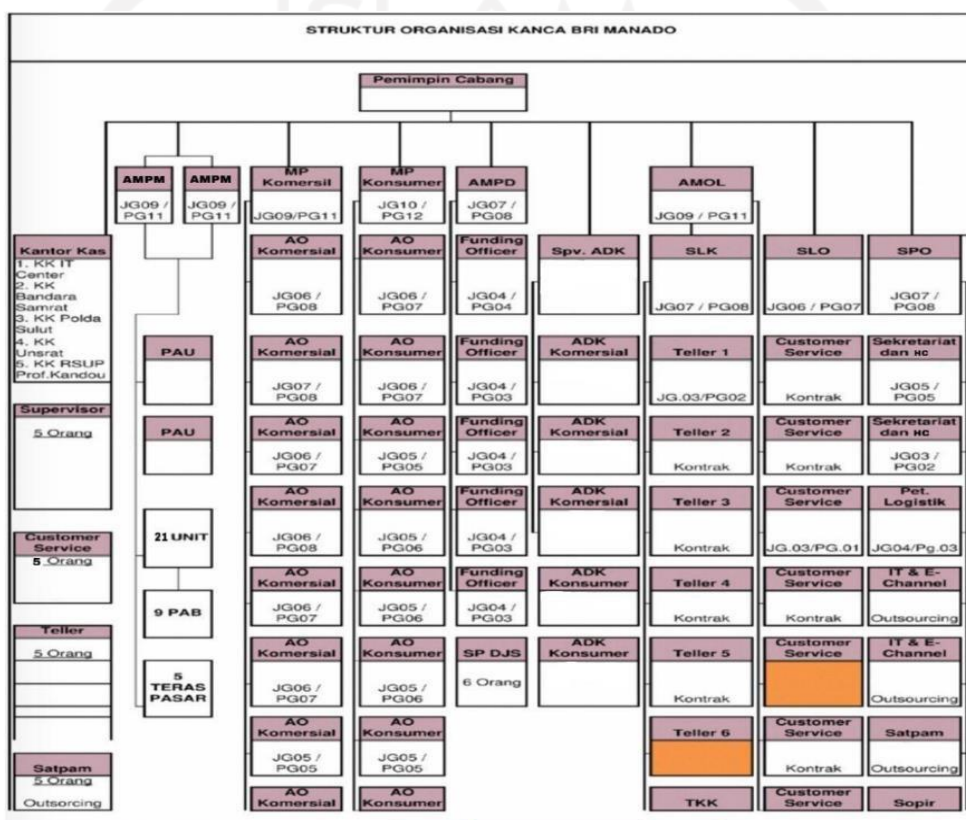 STRUKTUR ORGANISASI KANCA BRI MANADO
Pemimpin Cabang
AMPM
JG09 /
PG11
AMPM
JG09 /
PG11
MP
Komersil
JG09/PG11
MP
Konsumer
JG10 /
PG12
AMPD
JG07 /
PG08
AMOL
JG09 / PG11
Kantor Kas
1. KK IT
Center
2. KK
Bandara
Samrat
3. KK Polda
Sulut
4. KK
Unsrat
5. KK RSUP
Prof.Kandou
Supervisor
5 Orang
Customer
Service
5 Orang
Teller
5 Orang
Satpam
5 Orang
Outsorcing
PAU
PAU
21 UNIT
9 PAB
5
TERAS
PASAR
AO
Komersial
JG06 /
PG08
AO
Komersial
JG07 /
PG08
AO
Komersial
JG06 /
PG07
AO
Komersial
JG06 /
PG08
AO
Komersial
JG06 /
PG07
AO
Komersial
JG06 /
PG07
AO
Komersial
JG05 /
PG05
AO
Komersial
AO
Konsumer
JG06 /
PG07
AO
Konsumer
JG06 /
PG07
AO
Konsumer
JG05 /
PG05
AO
Konsumer
JG05 /
PG06
AO
Konsumer
JG05 /
PG06
AO
Konsumer
JG05 /
PG06
AO
Konsumer
JG05 /
PG05
AO
Konsumer
Funding
Officer
JG04 /
PG04
Funding
Officer
JG04 /
PG03
Funding
Officer
JG04 /
PG03
Funding
Officer
JG04 /
PG03
Funding
Officer
JG04 /
PG03
SP DJS
6 Orang
Spv. ADK
ADK
Komersial
ADK
Komersial
ADK
Komersial
ADK
Konsumer
ADK
Konsumer
SLK
JG07 / PG08
Teller 1
JG.03/PG02
Teller 2
Kontrak
Teller 3
Kontrak
Teller 4
Kontrak
Teller 5
Kontrak
Teller 6
TKK
SLO
JG06 / PG07
Customer
Service
Kontrak
Customer
Service
Kontrak
Customer
Service
JG.03/PG.01
Customer
Service
Kontrak
Customer
Service
Customer
Service
Kontrak
Customer
Service
SPO
JG07 /
PG08
Sekretariat
dan HC
JG05 /
PG05
Sekretariat
dan HC
JG03 /
PG02
Pet.
Logistik
JG04/Pg.03
IT & E-
Channel
Outsourcing
IT & E-
Channel
Outsourcing
Satpam
Outsourcing
Sopir